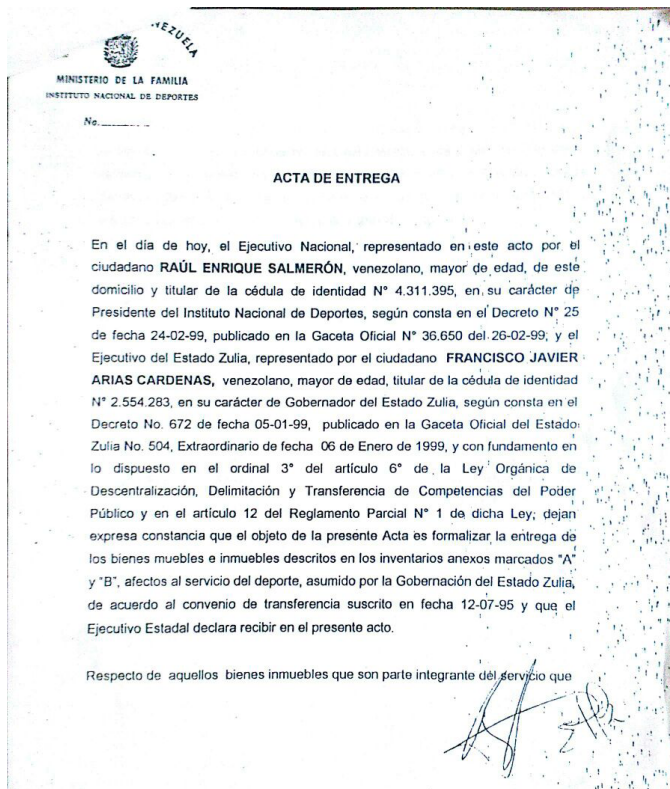 VENEZUELA
MINISTERIO DE LA FAMILIA
INSTITUTO NACIONAL DE DEPORTES
No.
ACTA DE ENTREGA
En el día de hoy, el Ejecutivo Nacional, representado en este acto por el
ciudadano RAÚL ENRIQUE SALMERÓN, venezolano, mayor de edad, de este
domicilio y titular de la cédula de identidad N° 4.311.395, en su carácter de
Presidente del Instituto Nacional de Deportes, según consta en el Decreto N° 25
de fecha 24-02-99, publicado en la Gaceta Oficial N° 36.650 del 26-02-99; y el
Ejecutivo del Estado Zulia, representado por el ciudadano FRANCISCO JAVIER
ARIAS CARDENAS, venezolano, mayor de edad, titular de la cédula de identidad
N° 2.554.283, en su carácter de Gobernador del Estado Zulia, según consta en el
Decreto No. 672 de fecha 05-01-99, publicado en la Gaceta Oficial del Estado
Zulia No. 504, Extraordinario de fecha 06 de Enero de 1999, y con fundamento en
lo dispuesto en el ordinal 3° del artículo 6° de la Ley Orgánica de
Descentralización, Delimitación y Transferencia de Competencias del Poder
Público y en el artículo 12 del Reglamento Parcial N° 1 de dicha Ley; dejan
expresa constancia que el objeto de la presente Acta es formalizar la entrega de
los bienes muebles e inmuebles descritos en los inventarios anexos marcados "A"
y "B", afectos al servicio del deporte, asumido por la Gobernación del Estado Zulia,
de acuerdo al convenio de transferencia suscrito en fecha 12-07-95 y que el
Ejecutivo Estadal declara recibir en el presente acto.
Respecto de aquellos bienes inmuebles que son parte integrante del servicio que